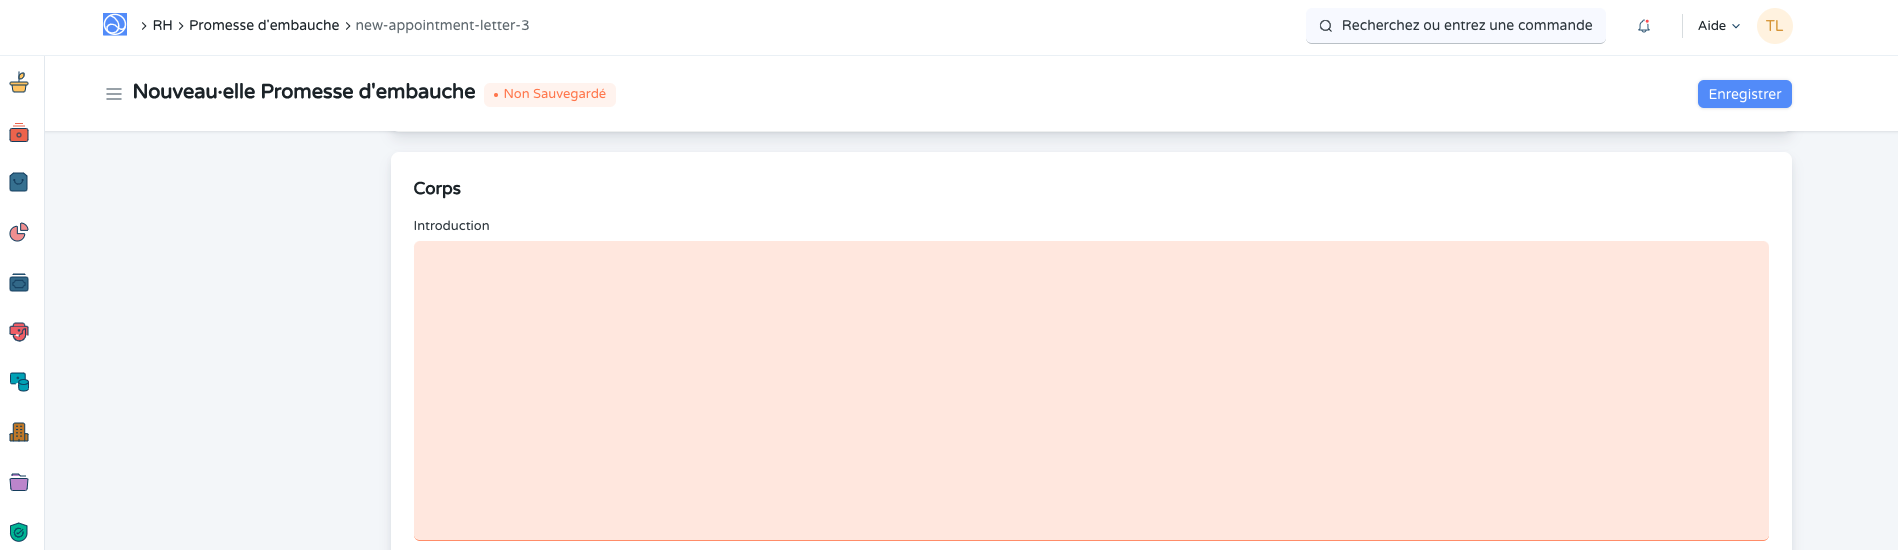 RH > Promesse d'embauche > new-appointment-letter-3
Recherchez ou entrez une commande
Aide
TL
Nouveau·elle Promesse d'embauche
Non Sauvegardé
Enregistrer
Corps
Introduction